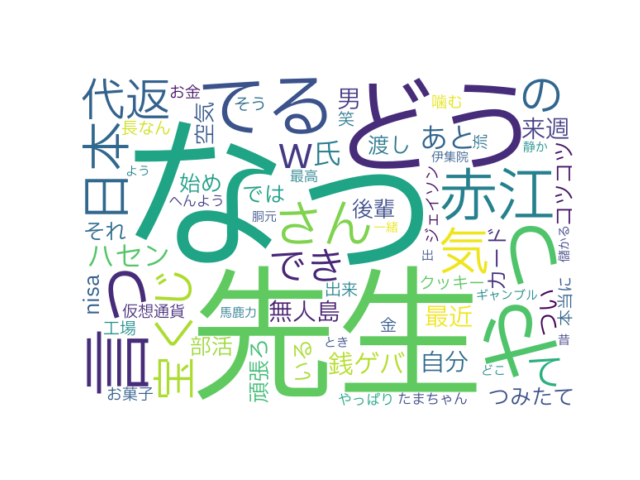 代返
お金
てる
どう
の
長なん
空気
そう
男
笑
噛む
w
氏
渡し
あと
流
来週
伊集院
静か
コツコツ
日本
よう
なっ
最高
始め
では
へんよう
それ
ハセン
さん
胴元
一緒
後輩
ジェイソン
赤江
気
でき
カード
出
つい
本当に
儲かる
やっ
言っ
nisa
宝くじ
仮想通貨
馬鹿力
先生
出来
無人島
クッキー
ギャンブル
昔
工場
部活
頑張ろ
いる
とき
金
最近
銭ゲバ
自分
どこ
て
お菓子
やっぱり
たまちゃん
つみたて